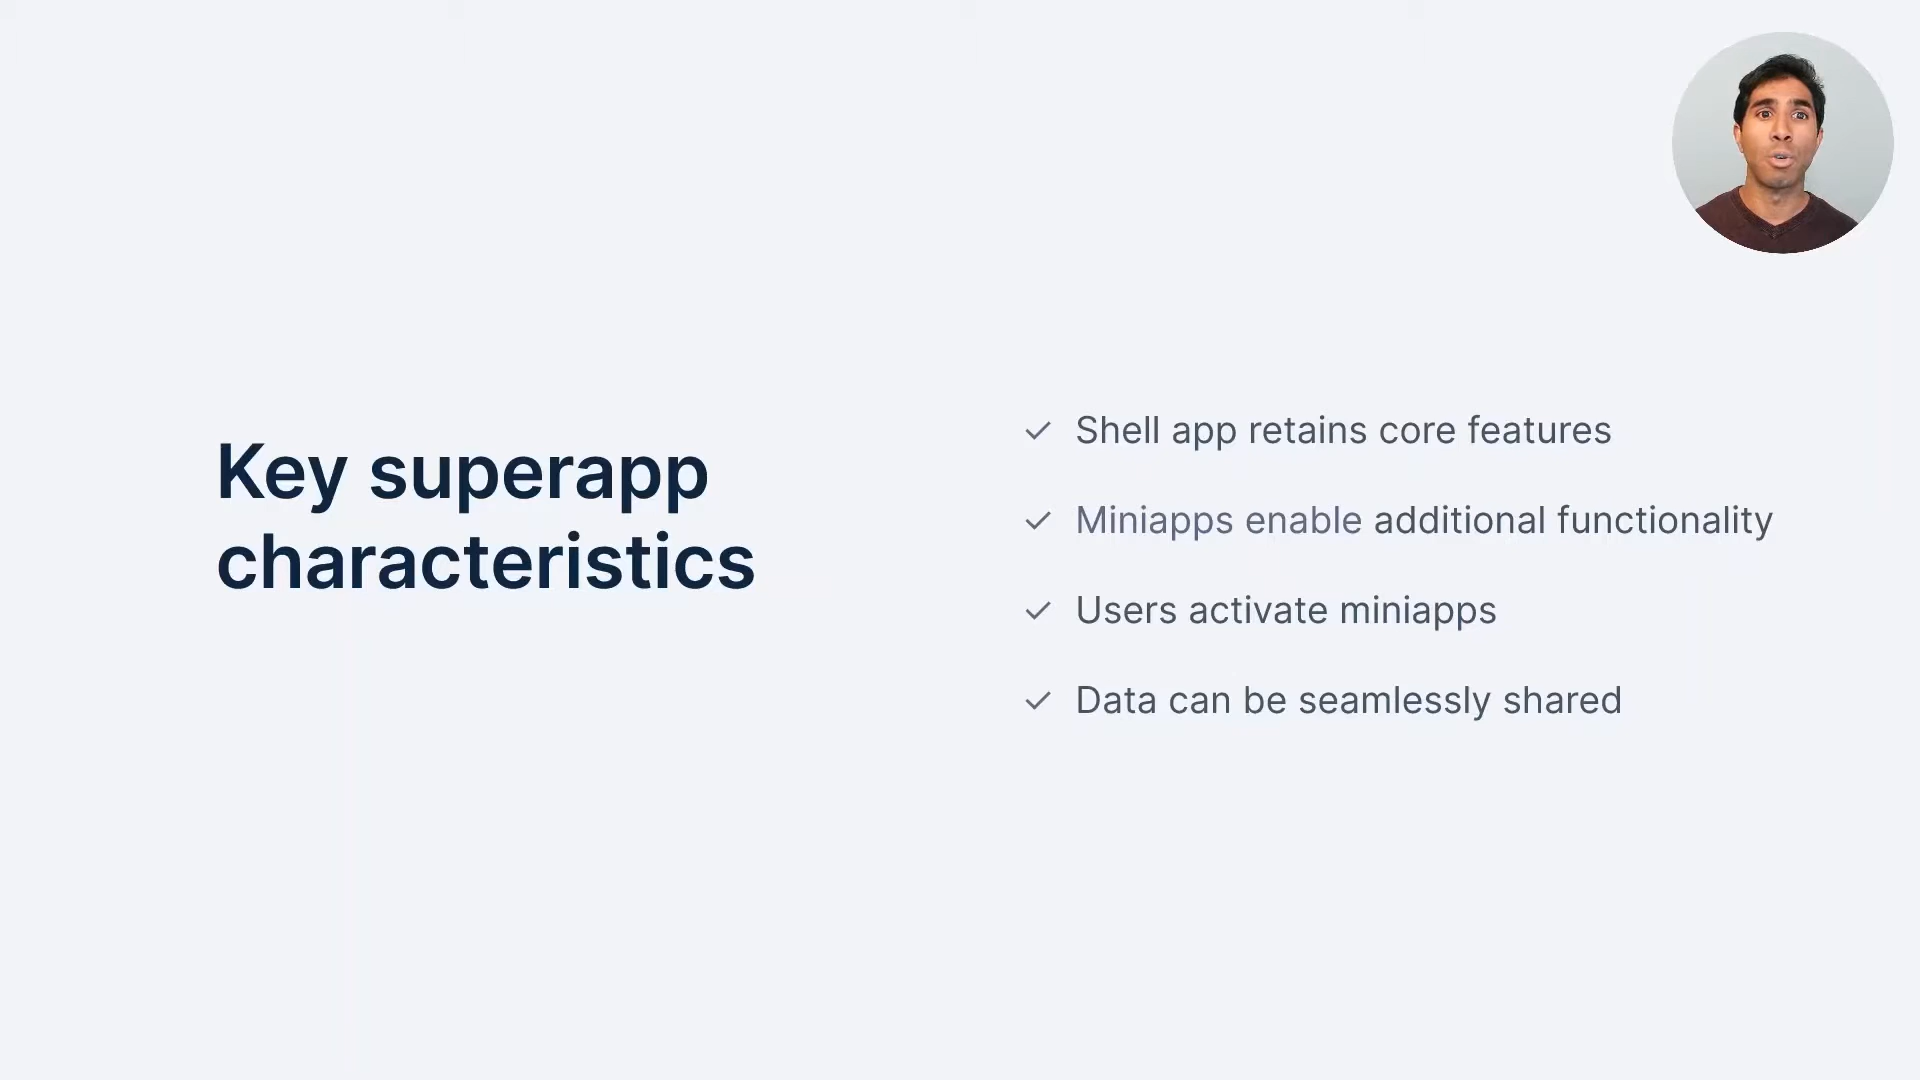 Key superapp
characteristics
Shell app retains core features
Miniapps enable additional functionality
Users activate miniapps
Data can be seamlessly shared